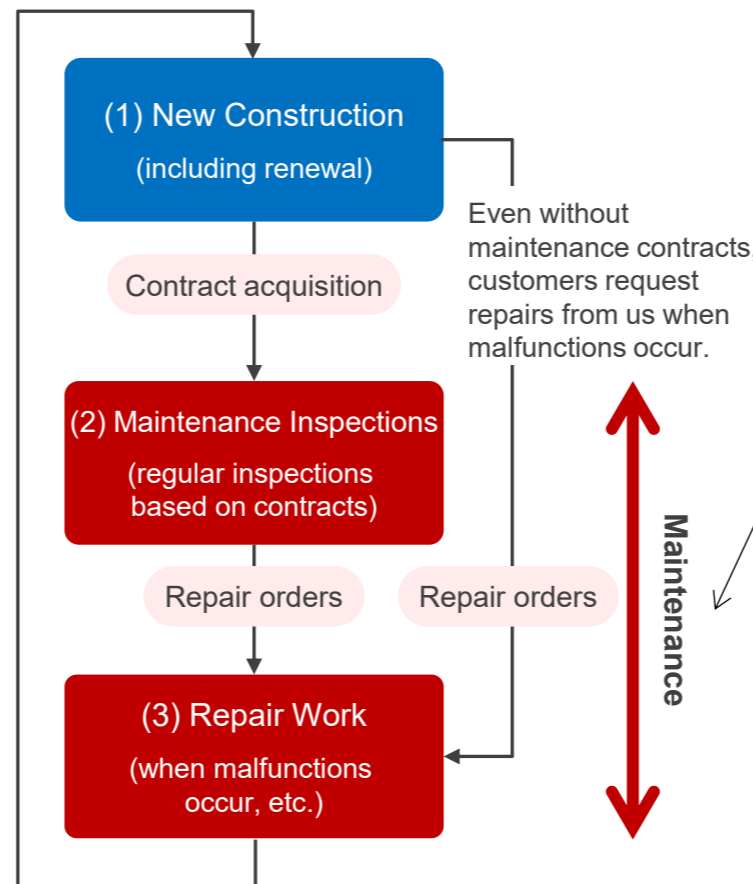 (1) New Construction
(including renewal)
Even without
maintenance contracts,
customers request
repairs from us when
malfunctions occur.
Contract acquisition
(2) Maintenance Inspections
(regular inspections
based on contracts)
Maintenance
Repair orders
Repair orders
(3) Repair Work
(when malfunctions
occur, etc.)